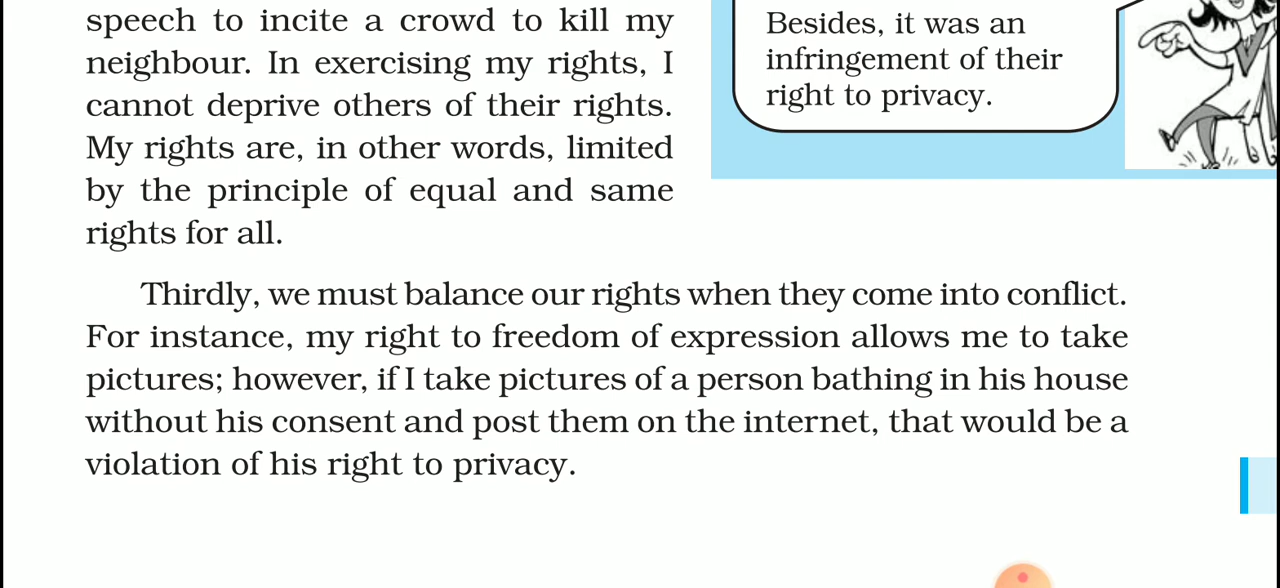 speech to incite a crowd to kill my
neighbour. In exercising my rights, I
cannot deprive others of their rights.
My rights are, in other words, limited
by the principle of equal and same
rights for all.
Besides, it was an
infringement of their
right to privacy.
Thirdly, we must balance our rights when they come into conflict.
For instance, my right to freedom of expression allows me to take
pictures; however, if I take pictures of a person bathing in his house
without his consent and post them on the internet, that would be a
violation of his right to privacy.